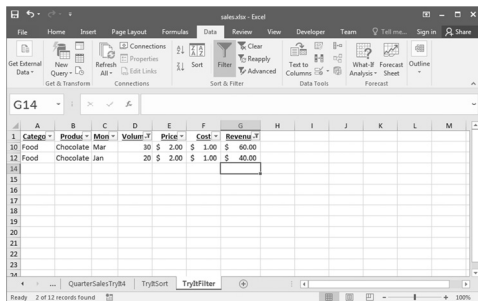 sales.xlsx - Excel
File Home Insert Page Layout Formulas Data Review View Developer Team Tell me... Sign in Share
Get External Data
New Query
Refresh All
Connections
Properties
Edit Links
Sort
Filter
Clear
Reapply
Advanced
Text to Columns
What-If Analysis
Forecast Sheet
Outline
Get & Transform Connections Sort & Filter Data Tools Forecast
G14 fx
A B C D E F G H I J K L M
1 Catego Produc Mon Volum Price Cost Revenu
10 Food Chocolate Mar 30 $ 2.00 $ 1.00 $ 60.00
12 Food Chocolate Jan 20 $ 2.00 $ 1.00 $ 40.00
14
15
16
17
18
19
20
21
22
23
24
... QuarterSalesTryIt4 TryItSort TryItFilter
Ready 2 of 12 records found 100%